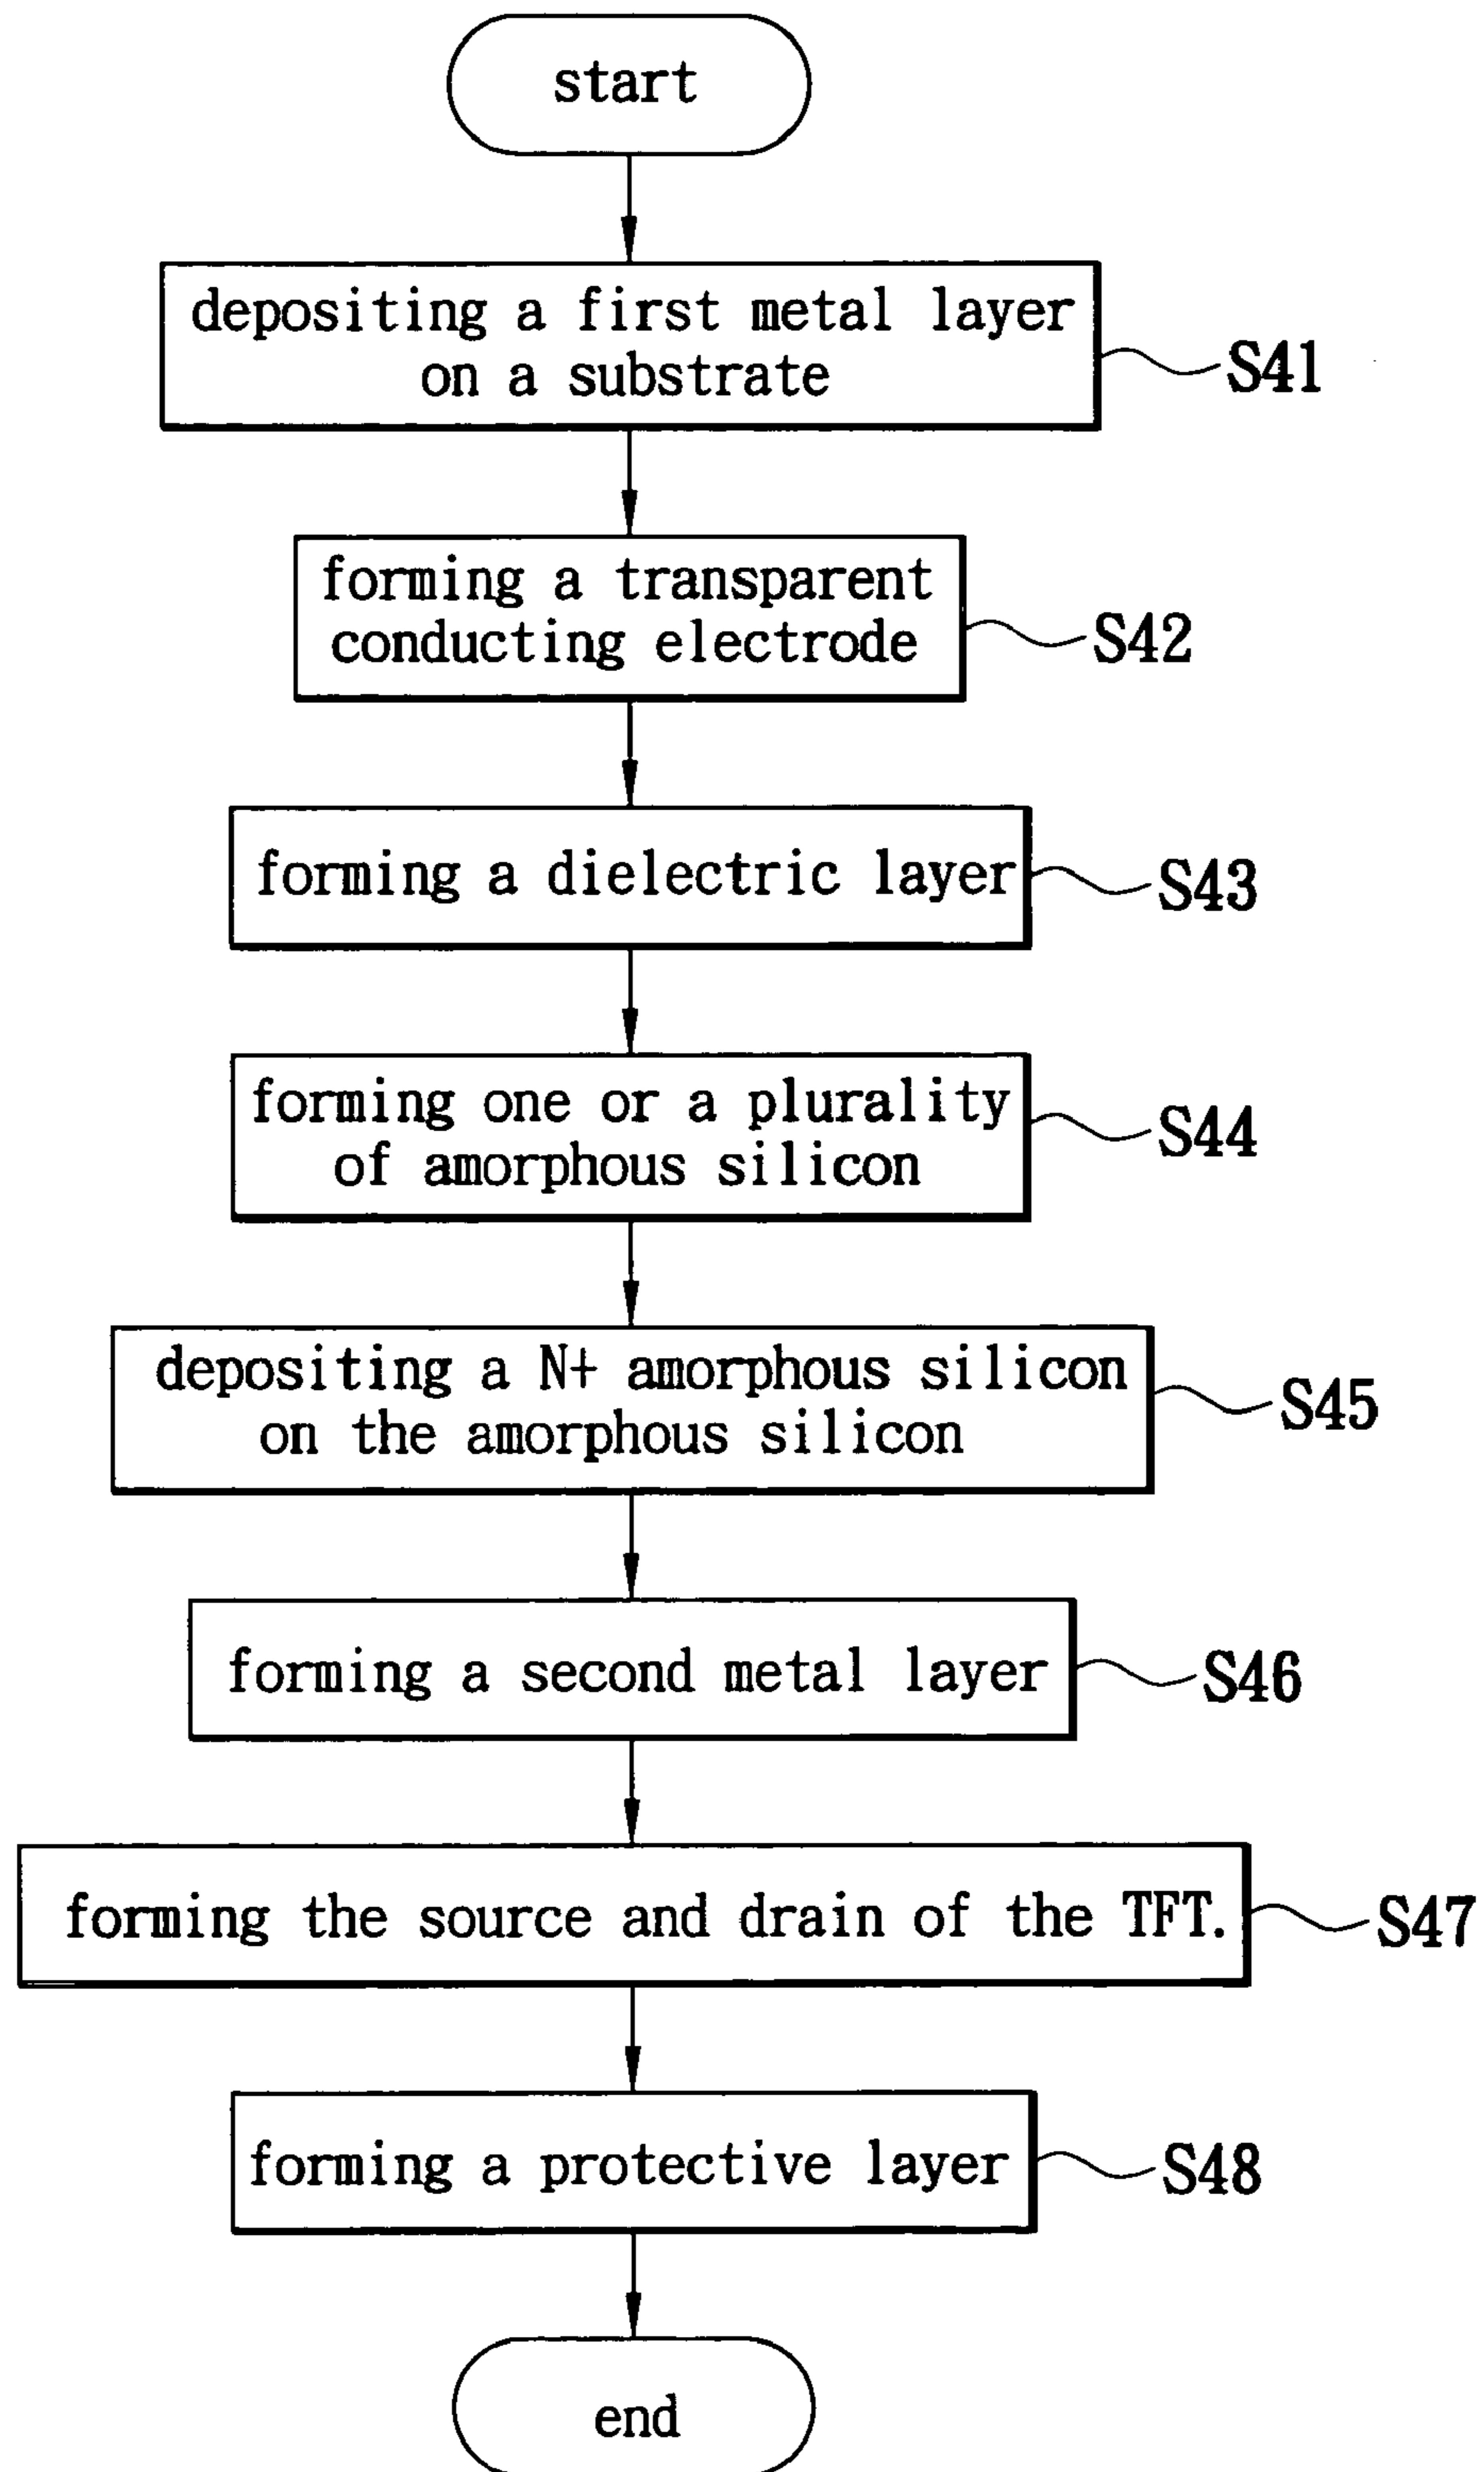 start
depositing a first metal layer
on a substrate
S41
forming a transparent
conducting electrode
S42
forming a dielectric layer
S43
forming one or a plurality
of amorphous silicon
S44
depositing a N+ amorphous silicon
on the amorphous silicon
S45
forming a second metal layer
S46
forming the source and drain of the TFT.
S47
forming a protective layer
S48
end